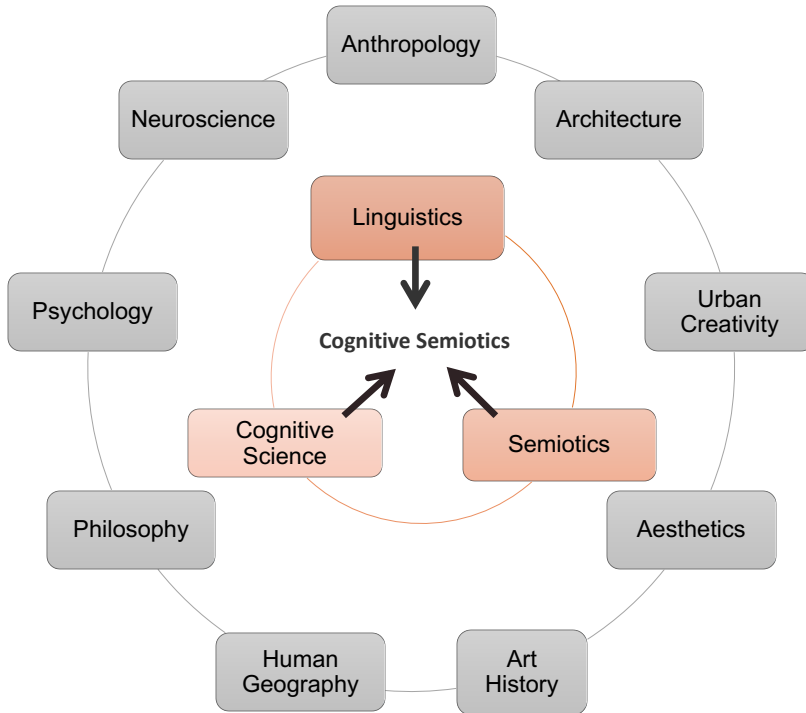 Anthropology
Neuroscience
Architecture
Linguistics
Psychology
Urban
Creativity
Cognitive Semiotics
Cognitive
Science
Semiotics
Philosophy
Aesthetics
Human
Geography
Art
History